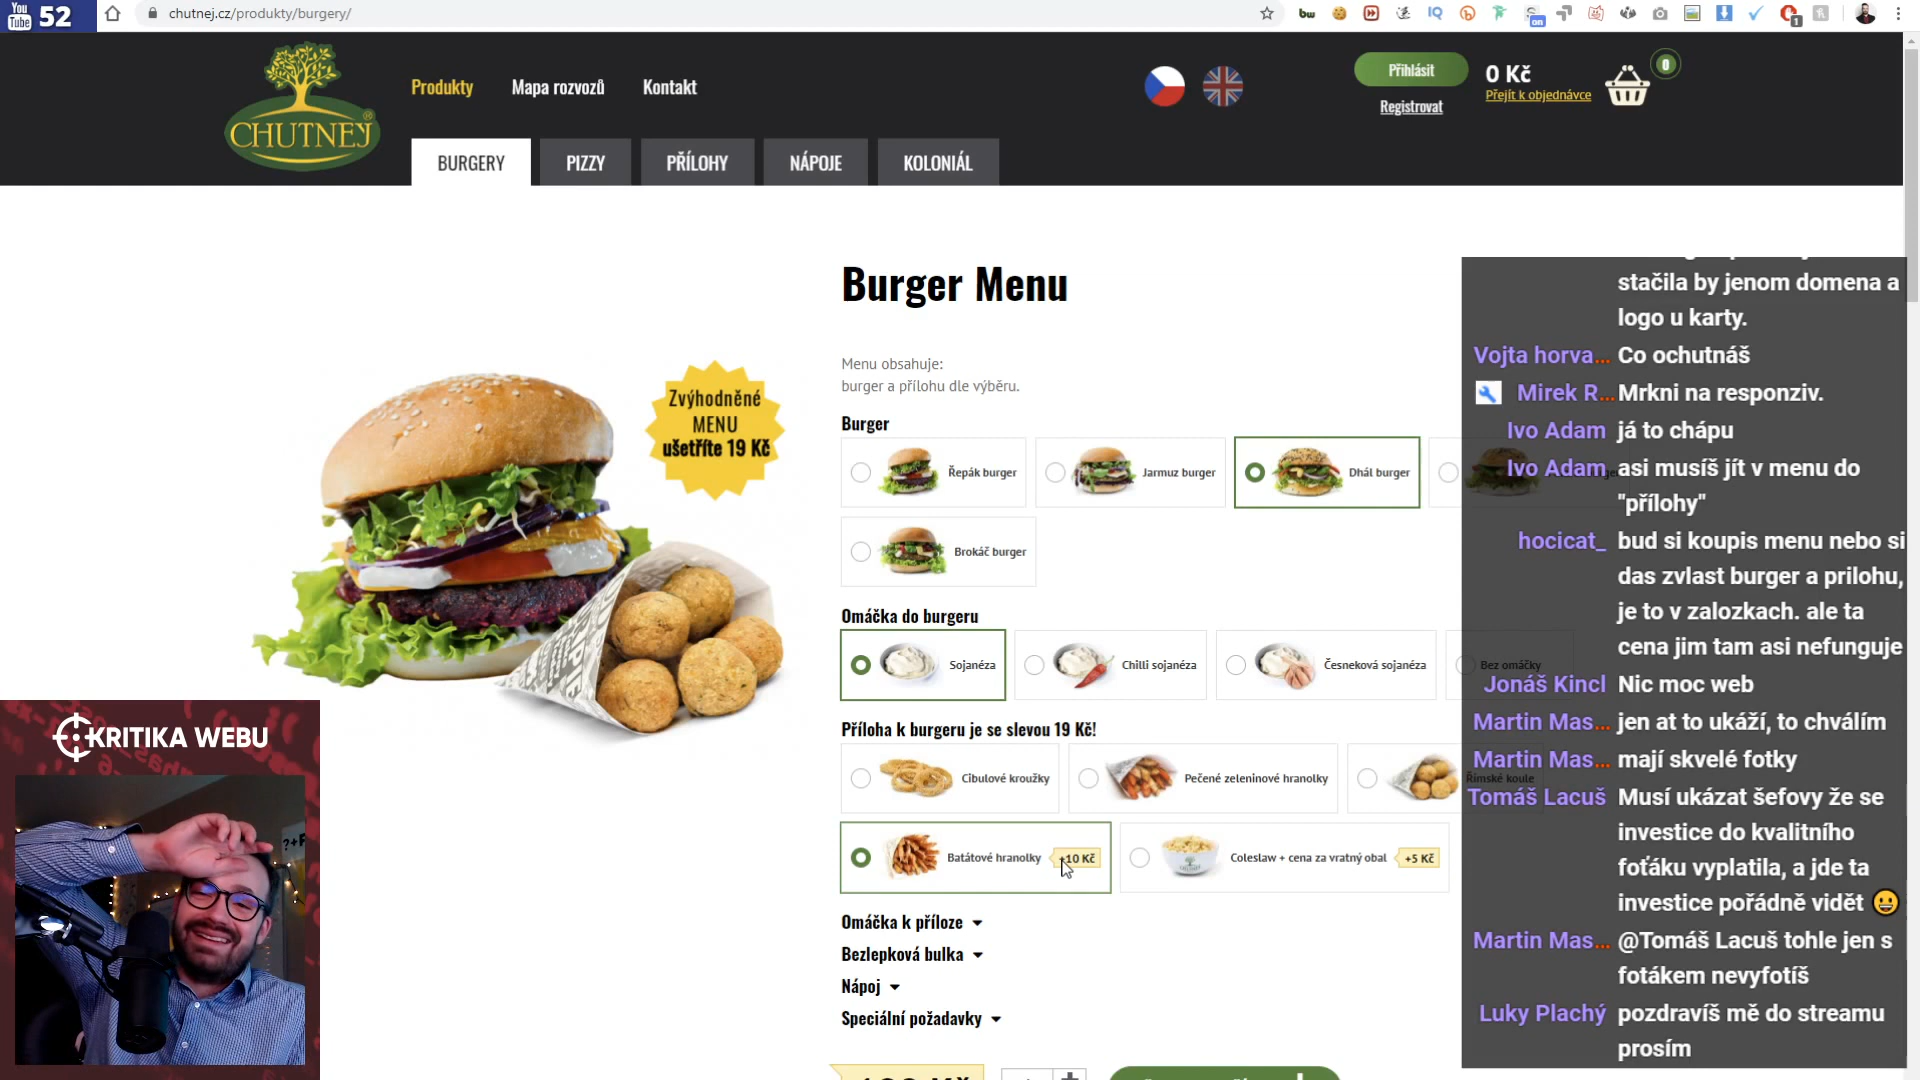 You
Tube
52
chutnej.cz/produkty/burgery/
CHUTNEJ®
Produkty
Mapa rozvozů
Kontakt
Přihlásit
Registrovat
0 Kč
Přejít k objednávce
0
BURGERY
PIZZY
PŘÍLOHY
NÁPOJE
KOLONIÁL
Zvýhodněné
MENU
ušetříte 19 Kč
Burger Menu
Menu obsahuje:
burger a přílohu dle výběru.
Burger
Řepák burger
Jarmuz burger
Dhál burger
Brokáč burger
Omáčka do burgeru
Sojanéza
Chilli sojanéza
Česneková sojanéza
Bez omáčky
Příloha k burgeru je se slevou 19 Kč!
Cibulové kroužky
Pečené zeleninové hranolky
Římské koule
Batátové hranolky
+10 Kč
Coleslaw + cena za vratný obal
+5 Kč
Omáčka k příloze
Bezlepková bulka
Nápoj
Speciální požadavky
KRITIKA WEBU
stačila by jenom domena a
logo u karty.
Vojta horva... Co ochutnáš
Mirek R... Mrkni na responziv.
Ivo Adam já to chápu
Ivo Adam asi musíš jít v menu do
"přílohy"
hocicat_ bud si koupis menu nebo si
das zvlast burger a prilohu,
je to v zalozkach. ale ta
cena jim tam asi nefunguje
Jonáš Kincl Nic moc web
Martin Mas... jen at to ukáží, to chválím
Martin Mas... mají skvelé fotky
Tomáš Lacuš Musí ukázat šefovy že se
investice do kvalitního
foťáku vyplatila, a jde ta
investice pořádně vidět
Martin Mas... @Tomáš Lacuš tohle jen s
fotákem nevyfotíš
Luky Plachý pozdravíš mě do streamu
prosím